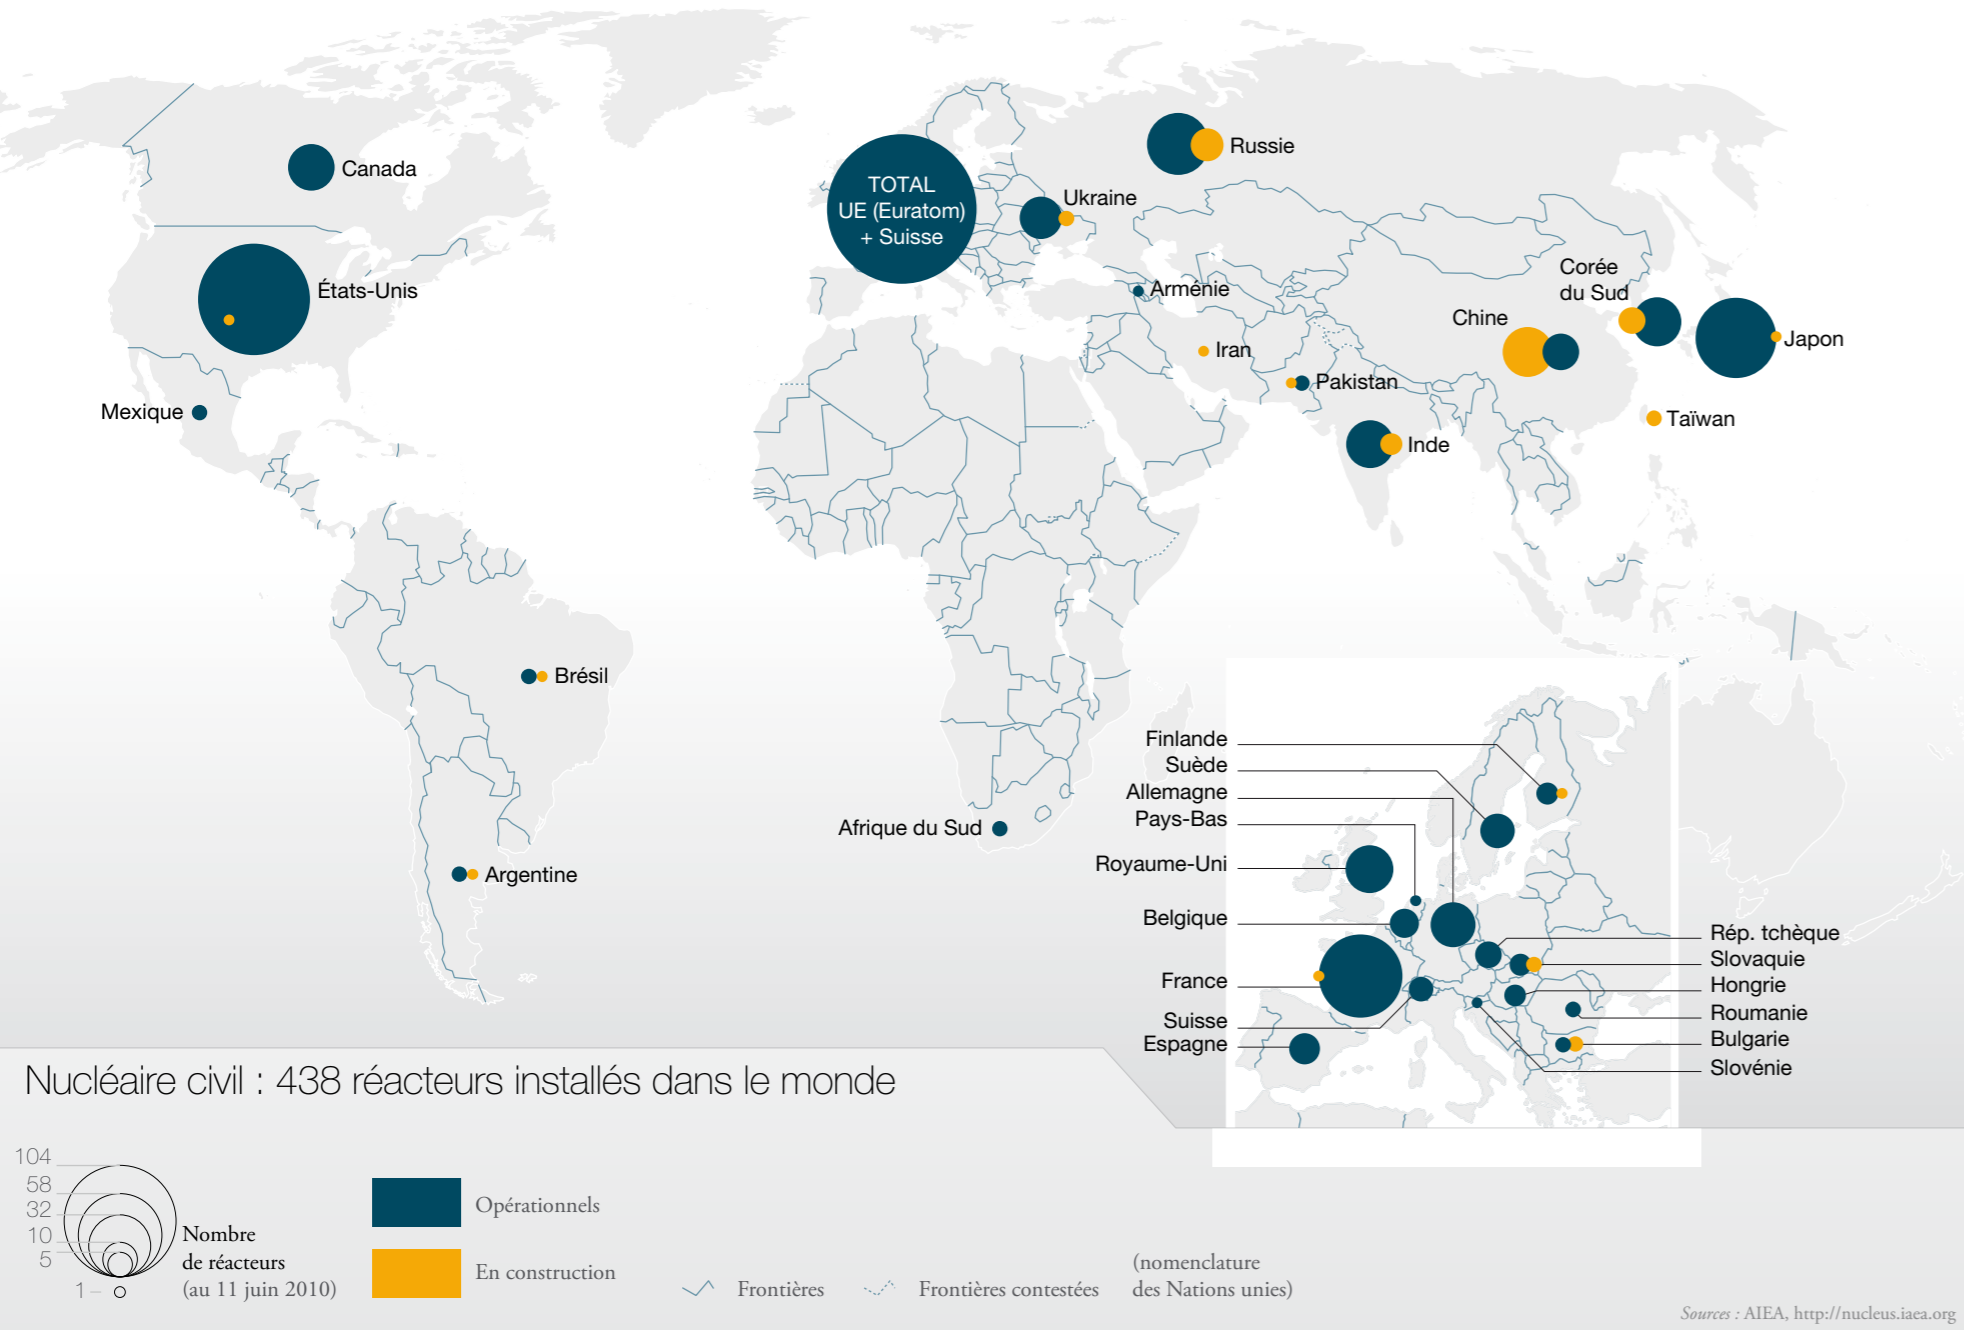 Canada
États-Unis
Mexique
Brésil
Argentine
TOTAL
UE (Euratom)
+ Suisse
Russie
Ukraine
Arménie
Iran
Pakistan
Inde
Chine
Corée
du Sud
Japon
Taïwan
Afrique du Sud
Finlande
Suède
Allemagne
Pays-Bas
Royaume-Uni
Belgique
France
Suisse
Espagne
Rép. tchèque
Slovaquie
Hongrie
Roumanie
Bulgarie
Slovénie
Nucléaire civil : 438 réacteurs installés dans le monde
104
58
32
10
5
1
Nombre
de réacteurs
(au 11 juin 2010)
Opérationnels
En construction
Frontières
Frontières contestées
(nomenclature
des Nations unies)
Sources : AIEA, http://nucleus.iaea.org